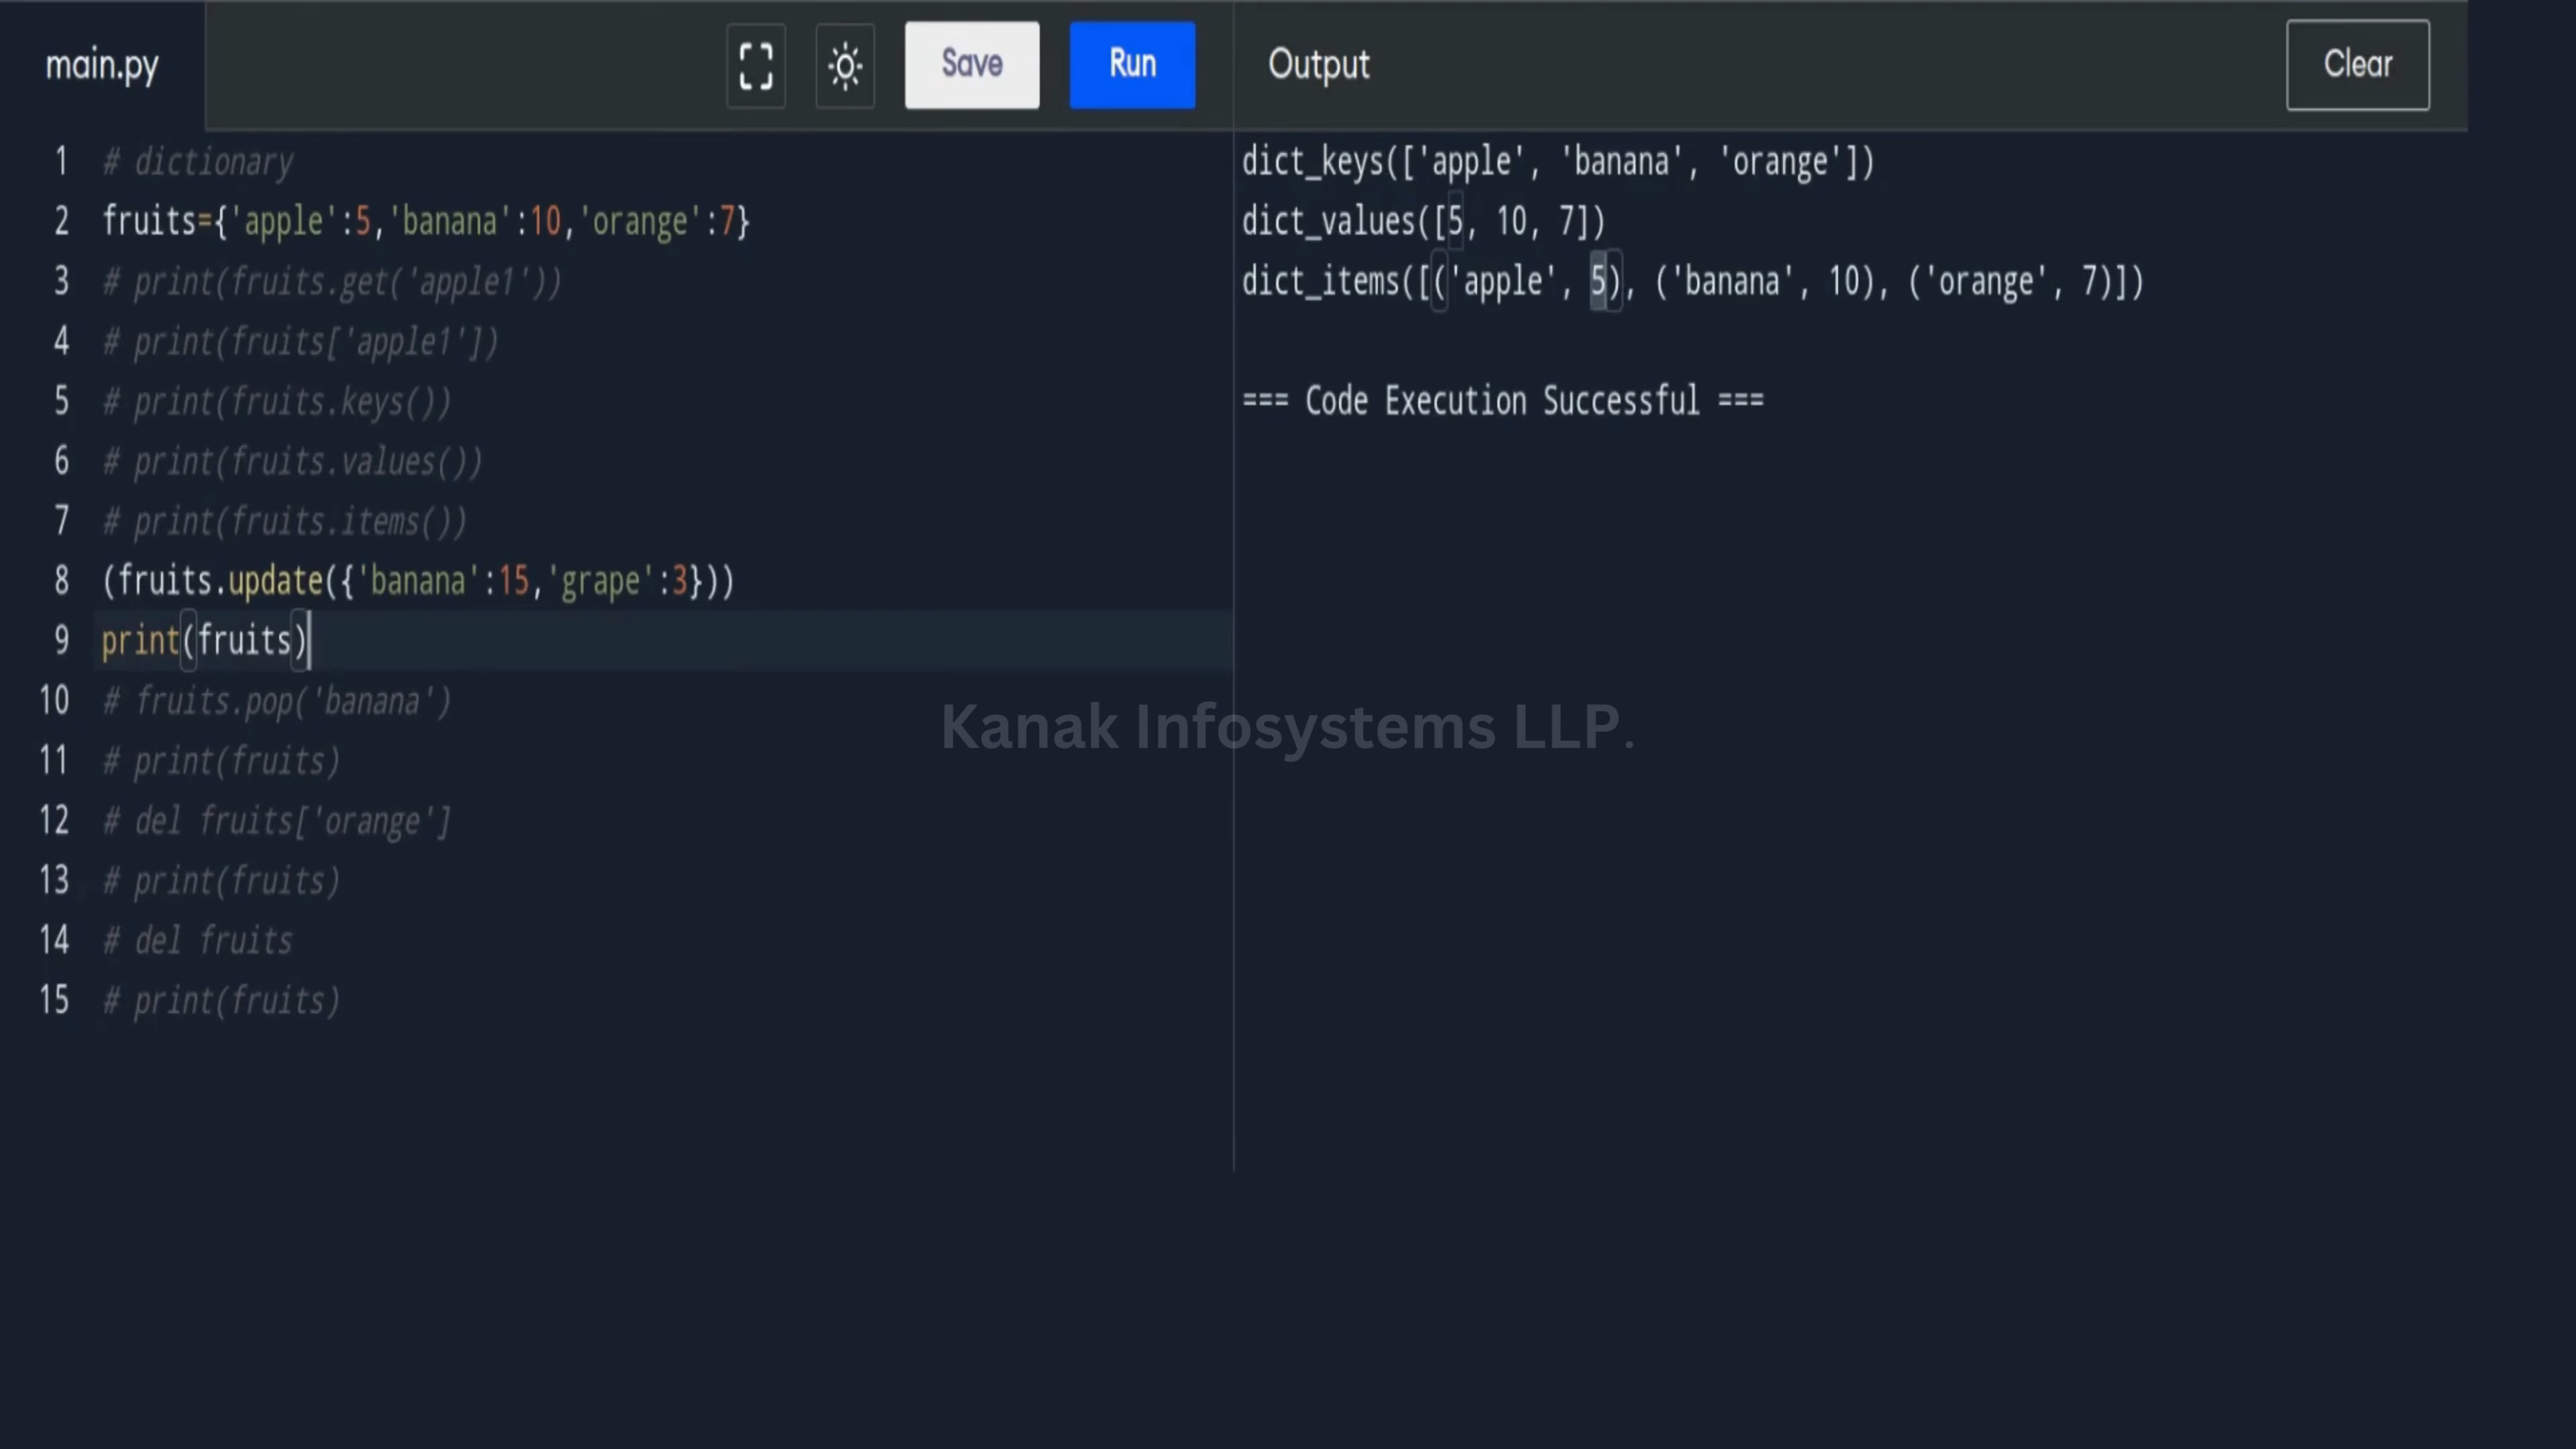 main.py
Save
Run
Output
Clear
1 # dictionary
2 fruits={'apple':5,'banana':10,'orange':7}
3 # print(fruits.get('apple1'))
4 # print(fruits['apple1'])
5 # print(fruits.keys())
6 # print(fruits.values())
7 # print(fruits.items())
8 (fruits.update({'banana':15,'grape':3}))
9 print(fruits)
10 # fruits.pop('banana')
11 # print(fruits)
12 # del fruits['orange']
13 # print(fruits)
14 # del fruits
15 # print(fruits)
dict_keys(['apple', 'banana', 'orange'])
dict_values([5, 10, 7])
dict_items([('apple', 5), ('banana', 10), ('orange', 7)])
=== Code Execution Successful ===
Kanak Infosystems LLP.